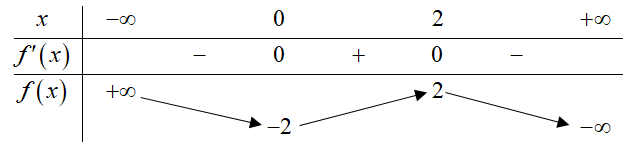 x −∞ 0 2 +∞
f′(x) − 0 + 0 −
f(x) +∞ 2
−2 −∞